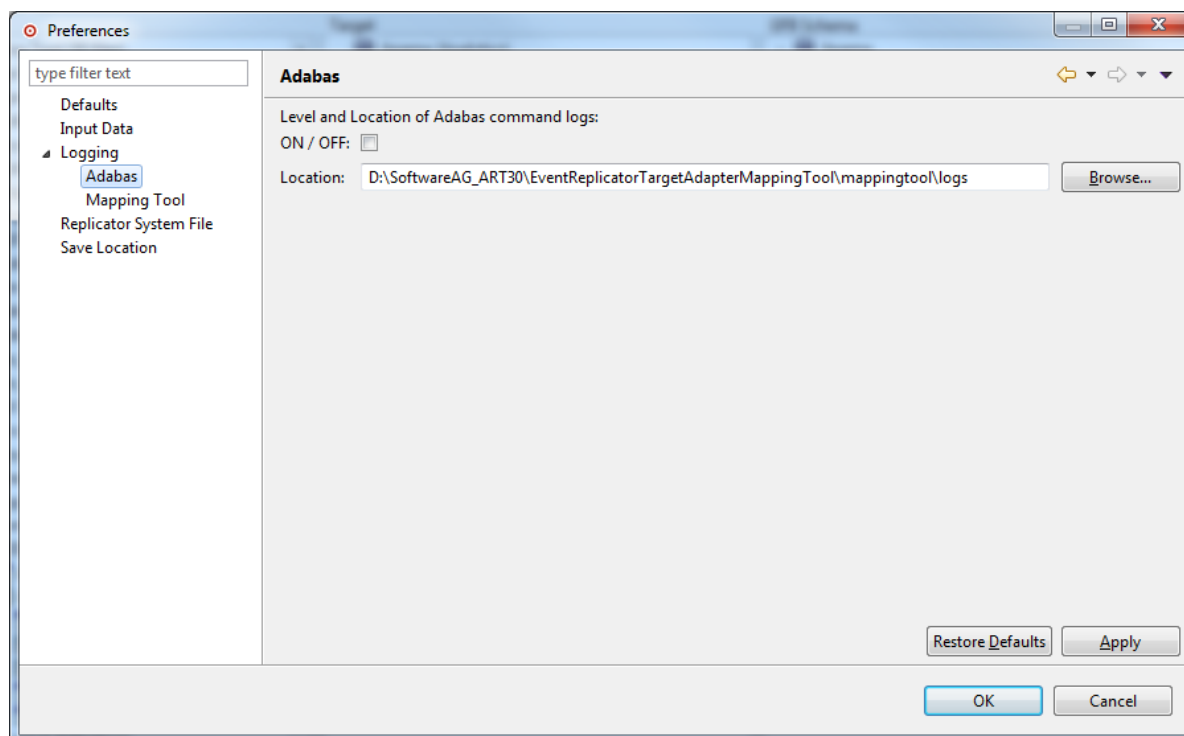 Preferences
type filter text
Defaults
Input Data
Logging
Adabas
Mapping Tool
Replicator System File
Save Location
Adabas
Level and Location of Adabas command logs:
ON / OFF:
Location: D:\SoftwareAG_ART30\EventReplicatorTargetAdapterMappingTool\mappingtool\logs Browse...
Restore Defaults Apply
OK Cancel